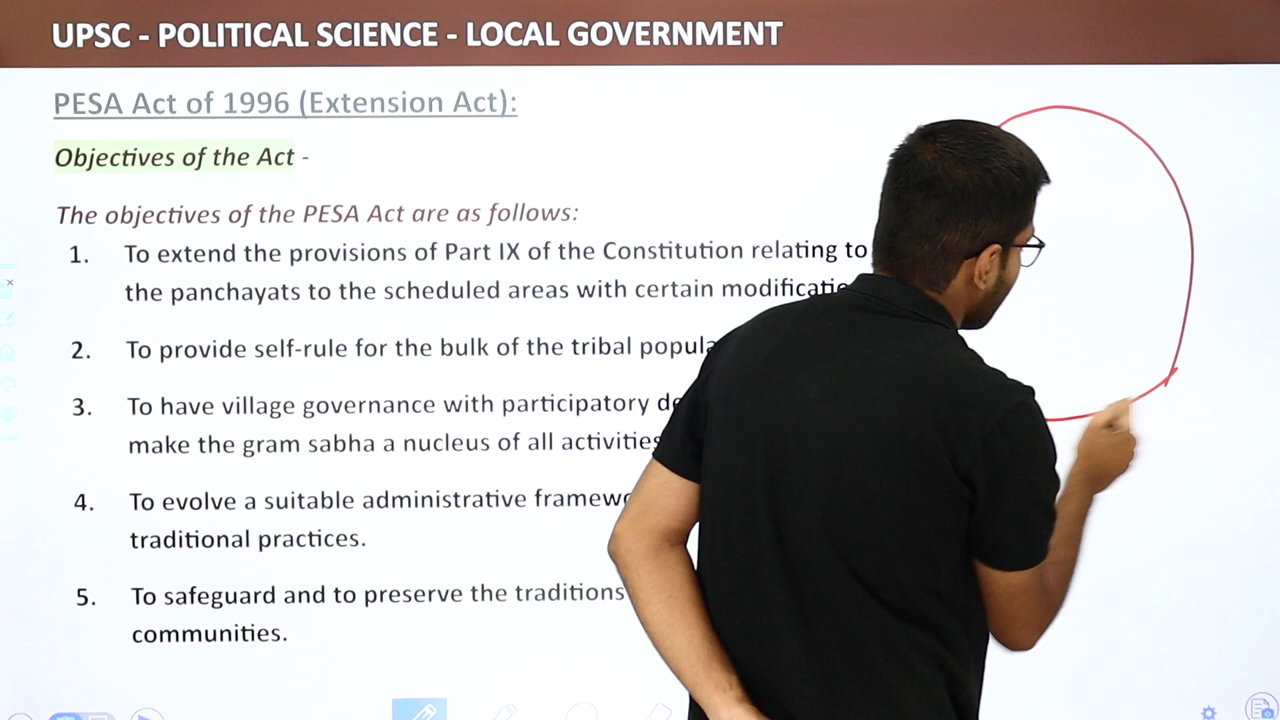 UPSC - POLITICAL SCIENCE - LOCAL GOVERNMENT
PESA Act of 1996 (Extension Act):
Objectives of the Act -
The objectives of the PESA Act are as follows:
1. To extend the provisions of Part IX of the Constitution relating to
the panchayats to the scheduled areas with certain
2. To provide self-rule for the bulk of the tribal
3. To have village governance with participatory
make the gram sabha a nucleus of all activities
4. To evolve a suitable administrative
traditional practices.
5. To safeguard and to preserve the traditions
communities.